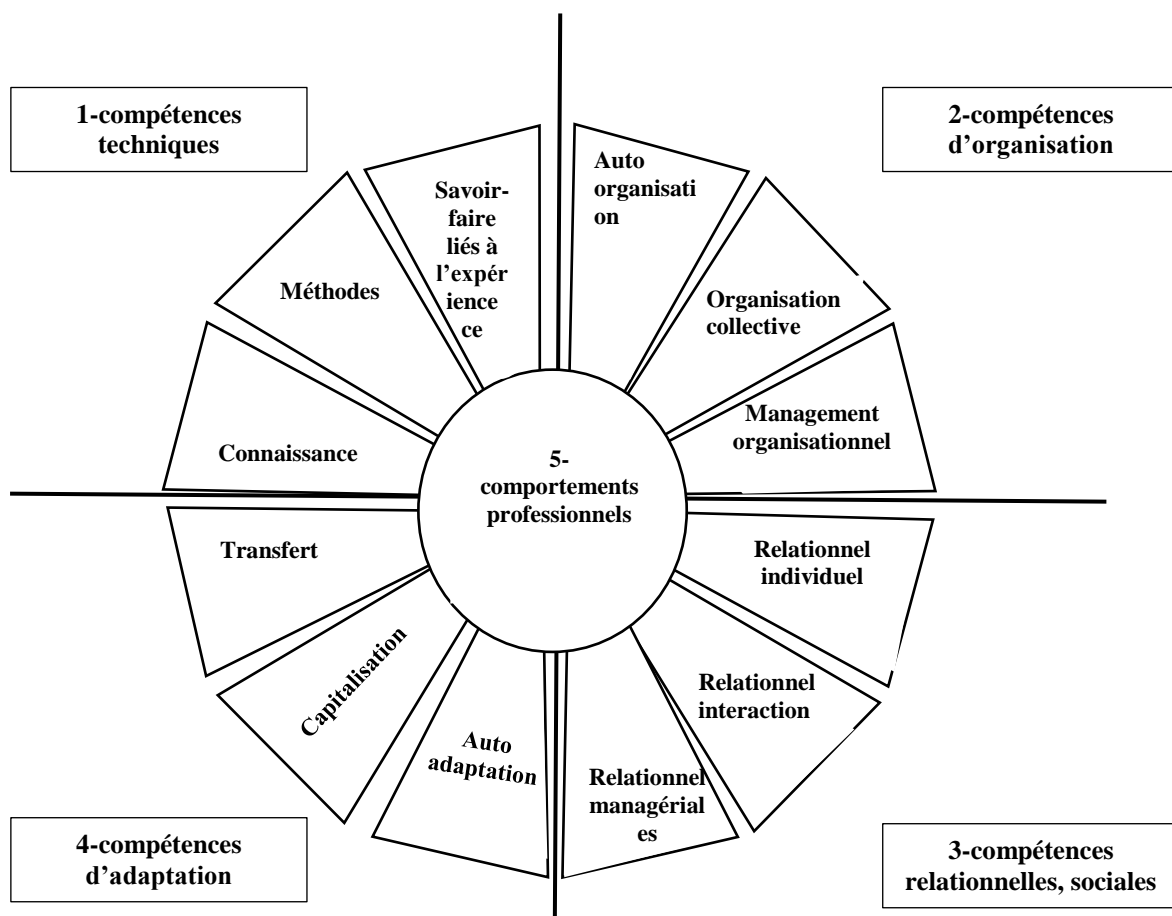 1-compétences
techniques
2-compétences
d’organisation
Savoir-
faire
liés à
l’expér
ience
ce
Auto
organisati
on
Méthodes
Organisation
collective
Connaissance
Management
organisationnel
5-
comportements
professionnels
Transfert
Relationnel
individuel
Capitalisation
Relationnel
interaction
Auto
adaptation
Relationnel
managérial
es
4-compétences
d’adaptation
3-compétences
relationnelles, sociales